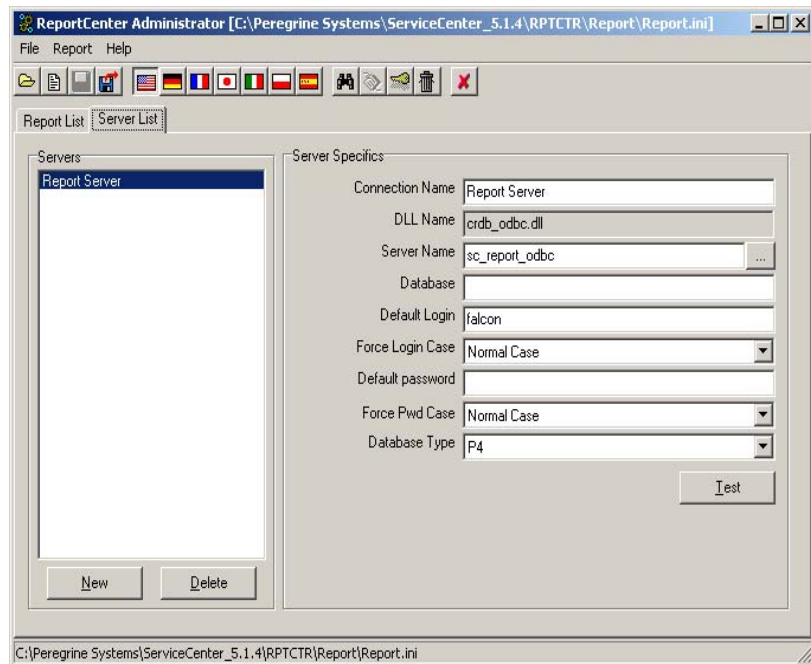 ReportCenter Administrator [C:\Peregrine Systems\ServiceCenter_5.1.4\RPTCTR\Report\Report.ini]
File Report Help
Report List Server List
Servers
Report Server
New Delete
Server Specifics
Connection Name Report Server
DLL Name crdb_odbc.dll
Server Name sc_report_odbc ...
Database
Default Login falcon
Force Login Case Normal Case
Default password
Force Pwd Case Normal Case
Database Type P4
Test
C:\Peregrine Systems\ServiceCenter_5.1.4\RPTCTR\Report\Report.ini